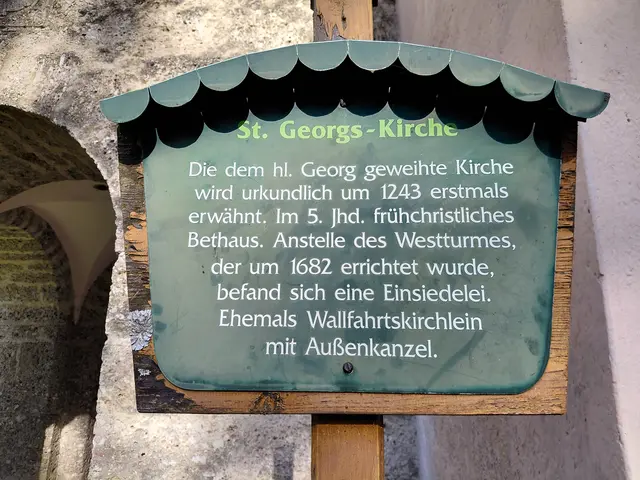 St. Georgs-Kirche
Die dem hl. Georg geweihte Kirche
wird urkundlich um 1243 erstmals
erwähnt. Im 5. Jhd. frühchristliches
Bethaus. Anstelle des Westturmes,
der um 1682 errichtet wurde,
befand sich eine Einsiedelei.
Ehemals Wallfahrtskirchlein
mit Außenkanzel.